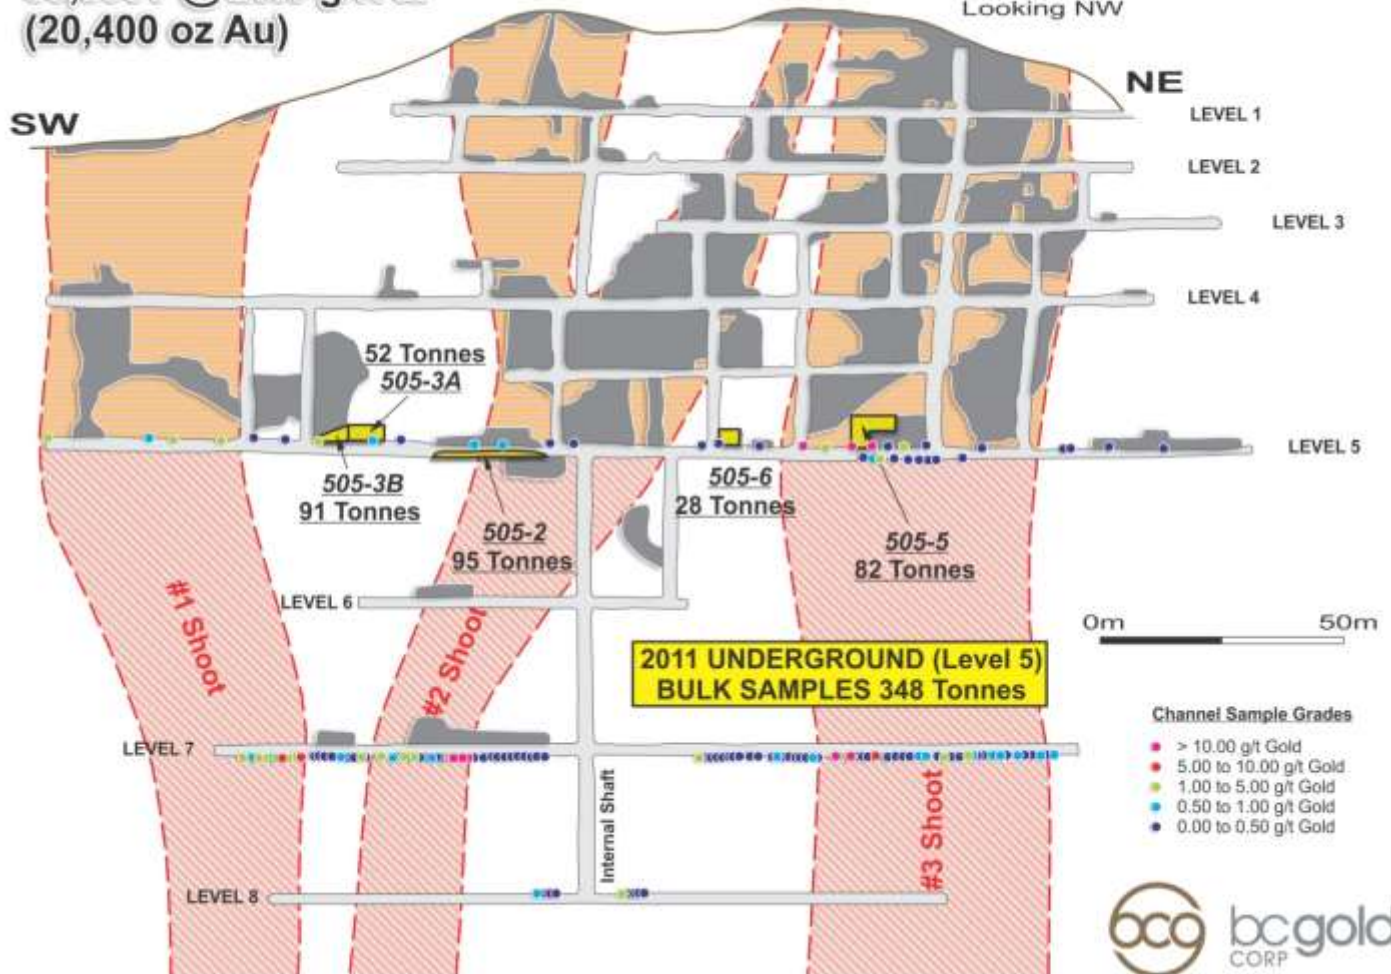 (20,400 oz Au)
Looking NW
SW
NE
LEVEL 1
LEVEL 2
LEVEL 3
LEVEL 4
52 Tonnes
505-3A
LEVEL 5
505-3B
91 Tonnes
505-2
95 Tonnes
505-6
28 Tonnes
505-5
82 Tonnes
#1 Shoot
LEVEL 6
#2 Shoot
0m 50m
2011 UNDERGROUND (Level 5)
BULK SAMPLES 348 Tonnes
Channel Sample Grades
> 10.00 g/t Gold
5.00 to 10.00 g/t Gold
1.00 to 5.00 g/t Gold
0.50 to 1.00 g/t Gold
0.00 to 0.50 g/t Gold
LEVEL 7
Internal Shaft
#3 Shoot
LEVEL 8
bcg
bcgold
CORP